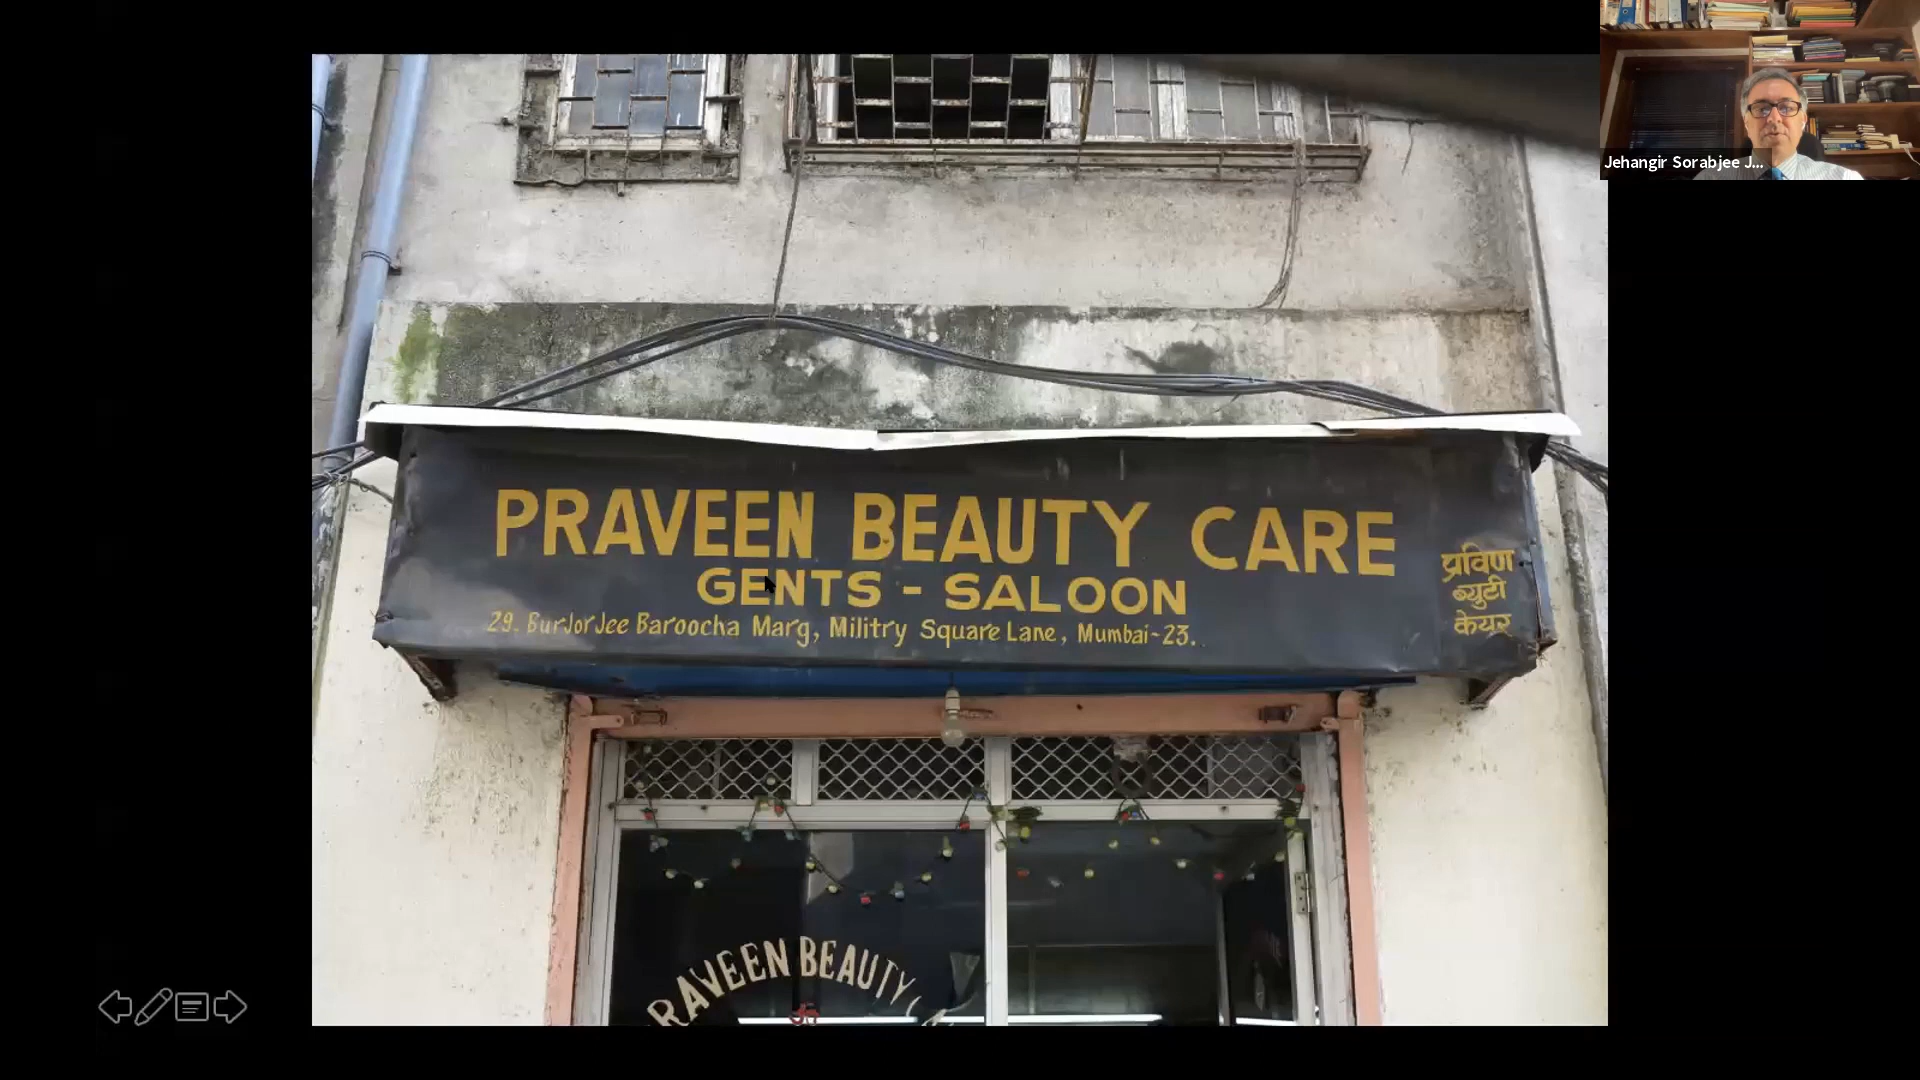 Jehangir Sorabjee J...
PRAVEEN BEAUTY CARE
GENTS - SALOON
29. BurJorJee Baroocha Marg, Militry Square Lane, Mumbai-23.
प्रविण
ब्युटी
केयर
RAVEEN BEAUTY